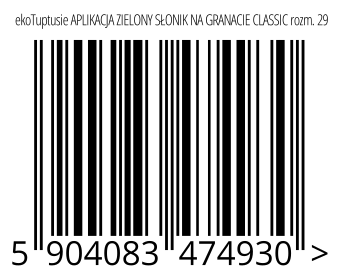 ekoTuptusie APLIKACJA ZIELONY SŁONIK NA GRANACIE CLASSIC rozm. 29
5 904083 474930 >